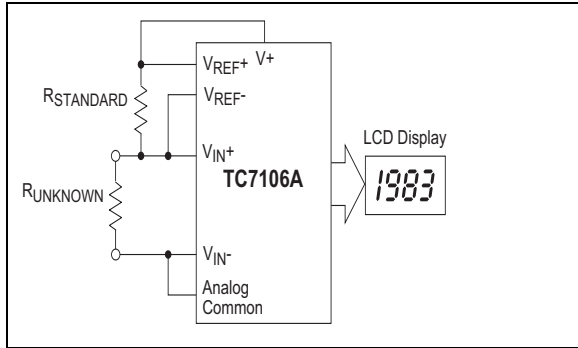 V+
VREF+
RSTANDARD
VREF-
LCD Display
VIN+
TC7106A
1983
RUNKNOWN
VIN-
Analog
Common